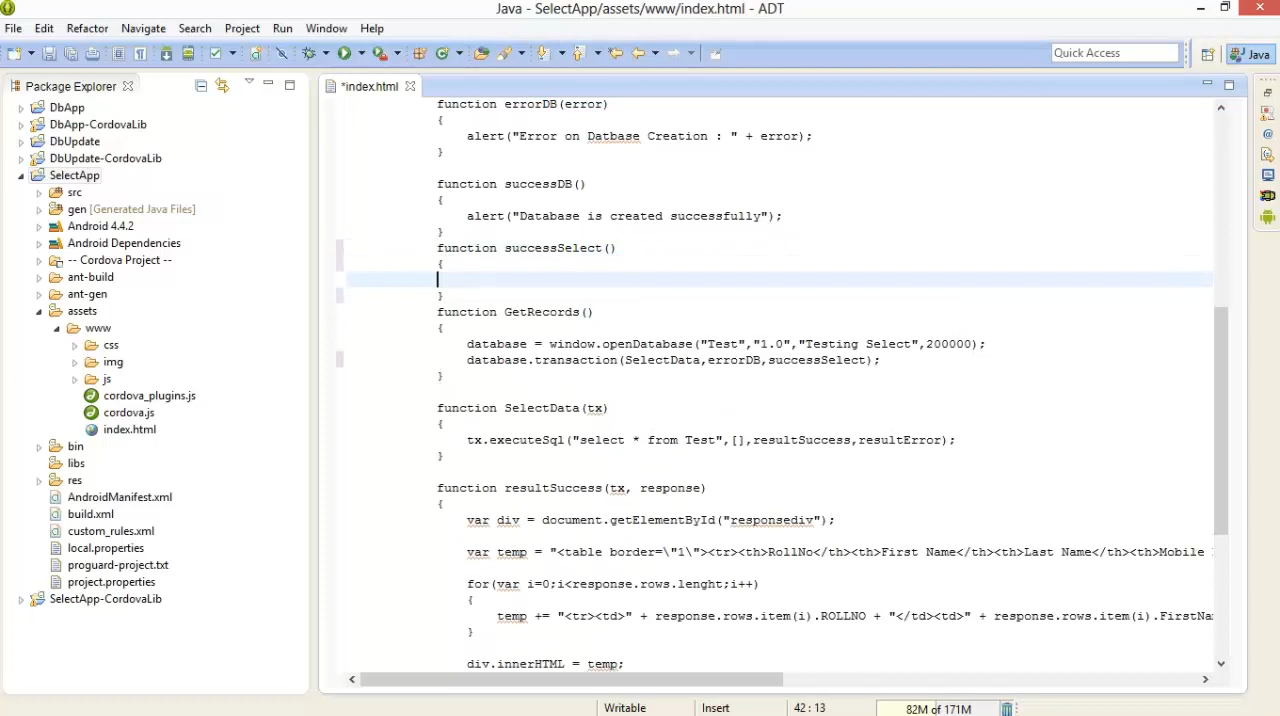 Java - SelectApp/assets/www/index.html - ADT
File Edit Refactor Navigate Search Project Run Window Help
Quick Access
Java
Package Explorer
DbApp
DbApp-CordovaLib
DbUpdate
DbUpdate-CordovaLib
SelectApp
src
gen [Generated Java Files]
Android 4.4.2
Android Dependencies
-- Cordova Project --
ant-build
ant-gen
assets
www
css
img
js
cordova_plugins.js
cordova.js
index.html
bin
libs
res
AndroidManifest.xml
build.xml
custom_rules.xml
local.properties
proguard-project.txt
project.properties
SelectApp-CordovaLib
*index.html
function errorDB(error)
{
alert("Error on Datbase Creation : " + error);
}
function successDB()
{
alert("Database is created successfully");
}
function successSelect()
{
}
function GetRecords()
{
database = window.openDatabase("Test","1.0","Testing Select",200000);
database.transaction(SelectData,errorDB,successSelect);
}
function SelectData(tx)
{
tx.executeSql("select * from Test",[],resultSuccess,resultError);
}
function resultSuccess(tx, response)
{
var div = document.getElementById("responsediv");
var temp = "<table border=\"1\"><tr><th>RollNo</th><th>First Name</th><th>Last Name</th><th>Mobile
for(var i=0;i<response.rows.lenght;i++)
{
temp += "<tr><td>" + response.rows.item(i).ROLLNO + "</td><td>" + response.rows.item(i).FirstNa
}
div.innerHTML = temp;
Writable
Insert
42 : 13
82M of 171M